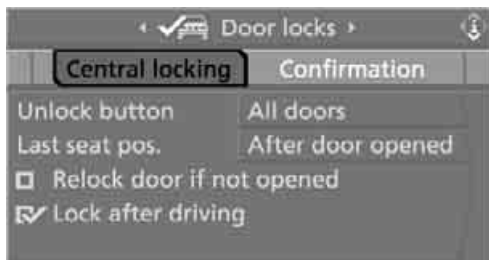 Door locks
Central locking Confirmation
Unlock button All doors
Last seat pos. After door opened
Relock door if not opened
Lock after driving